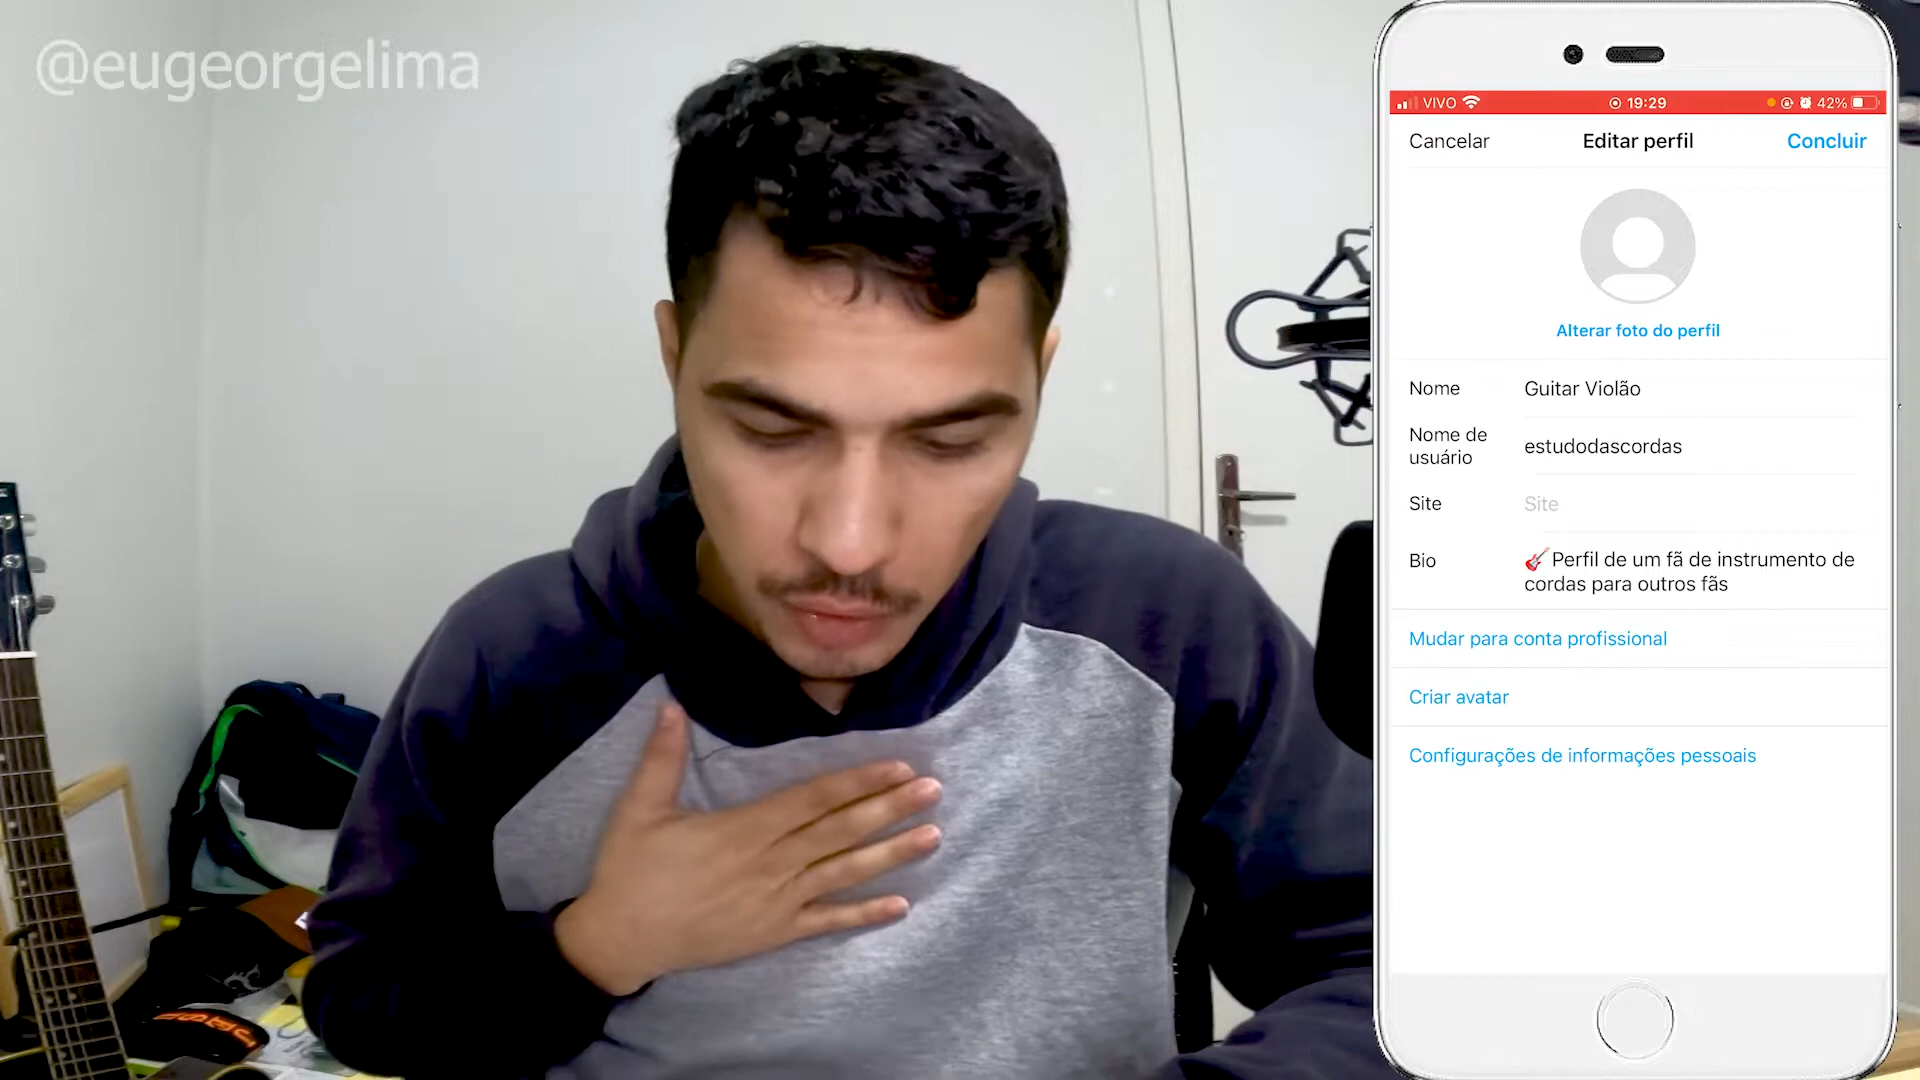 @eugeorgelima
VIVO 19:29 42%
Cancelar Editar perfil Concluir
Alterar foto do perfil
Nome Guitar Violão
Nome de
usuário estudodascordas
Site Site
Bio 🎸Perfil de um fã de instrumento de
cordas para outros fãs
Mudar para conta profissional
Criar avatar
Configurações de informações pessoais